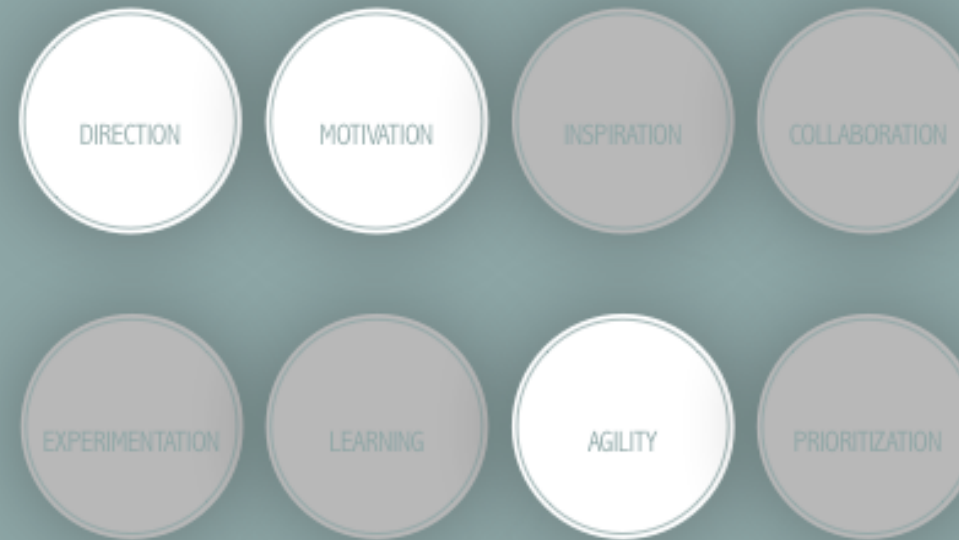 DIRECTION
MOTIVATION
INSPIRATION
COLLABORATION
EXPERIMENTATION
LEARNING
AGILITY
PRIORITIZATION